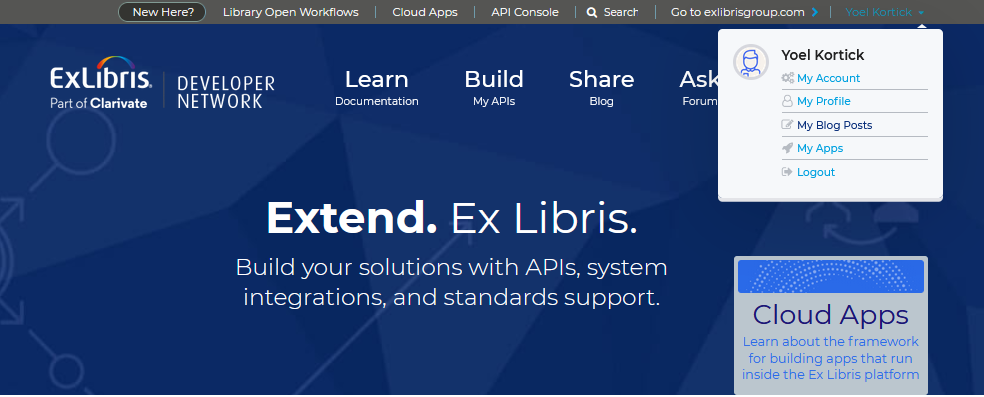 New Here?
Library Open Workflows
Cloud Apps
API Console
Search
Go to exlibrisgroup.com
Yoel Kortick
ExLibris
Part of Clarivate
DEVELOPER
NETWORK
Learn
Documentation
Build
My APIs
Share
Blog
Ask
Forum
Yoel Kortick
My Account
My Profile
My Blog Posts
My Apps
Logout
Extend. Ex Libris.
Build your solutions with APIs, system
integrations, and standards support.
Cloud Apps
Learn about the framework
for building apps that run
inside the Ex Libris platform